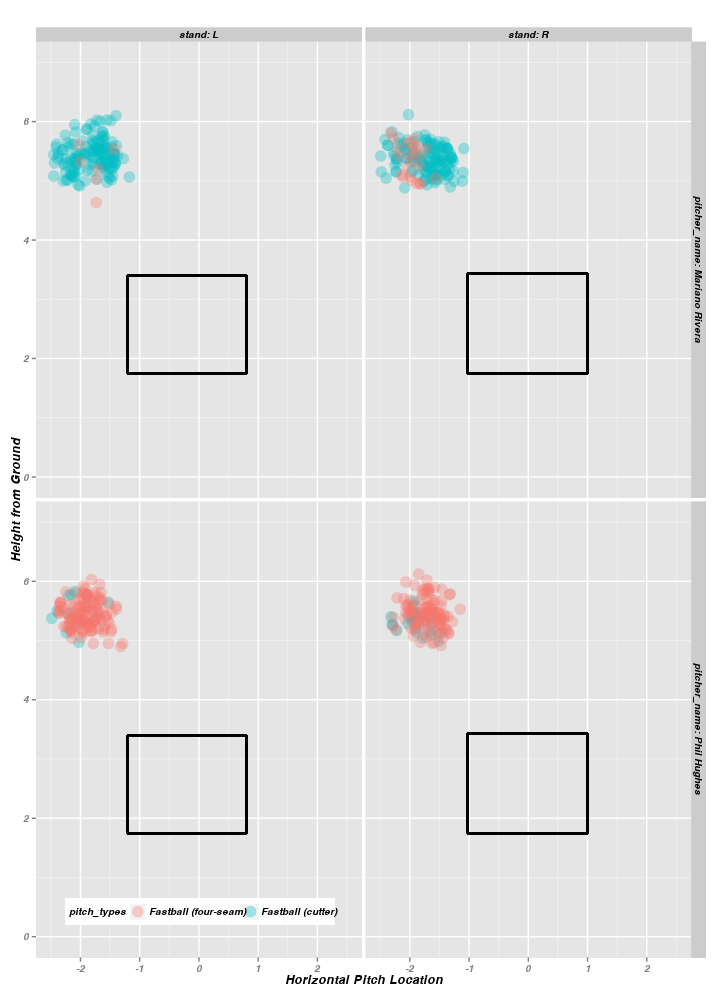 stand: L
stand: R
6
4
2
0
pitcher_name: Mariano Rivera
6
4
2
0
pitcher_name: Phil Hughes
Height from Ground
pitch_types Fastball (four-seam) Fastball (cutter)
-2 -1 0 1 2
-2 -1 0 1 2
Horizontal Pitch Location